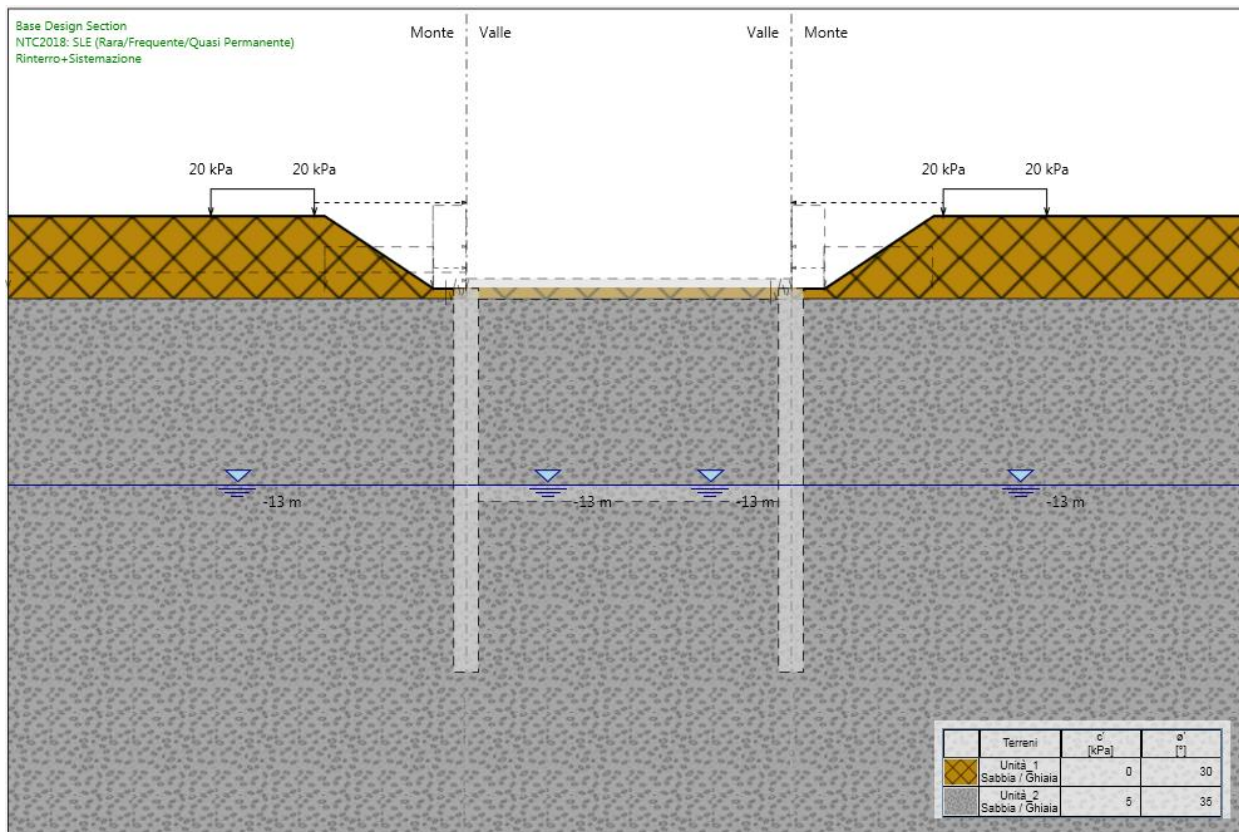 Base Design Section
NTC2018: SLE (Rara/Frequente/Quasi Permanente)
Rinterro+Sistemazione
Monte Valle Valle Monte
20 kPa 20 kPa 20 kPa 20 kPa
-13 m -13 m -13 m -13 m
Terreni c' ø'
[kPa] [°]
Unità_1
Sabbia / Ghiaia 0 30
Unità_2
Sabbia / Ghiaia 5 35